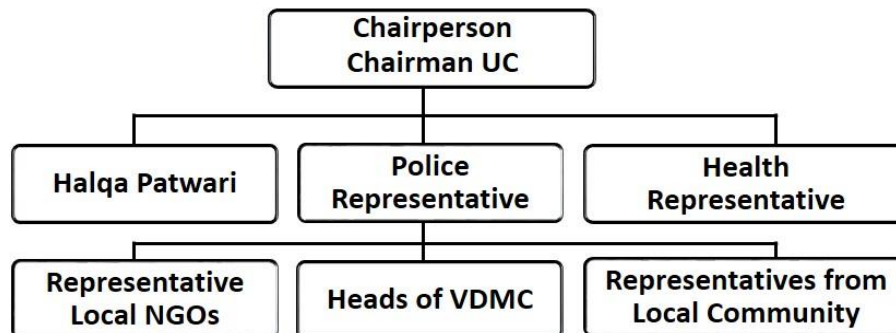 Chairperson
Chairman UC
Halqa Patwari
Police
Representative
Health
Representative
Representative
Local NGOs
Heads of VDMC
Representatives from
Local Community